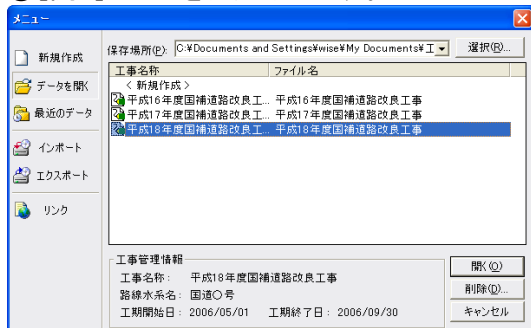 メニュー
新規作成
データを開く
最近のデータ
インポート
エクスポート
リンク
保存場所(P): C:¥Documents and Settings¥wise¥My Documents¥工 選択(R)...
工事名称 ファイル名
＜新規作成＞
平成16年度国補道路改良工... 平成16年度国補道路改良工事
平成17年度国補道路改良工... 平成17年度国補道路改良工事
平成18年度国補道路改良工... 平成18年度国補道路改良工事
工事管理情報
工事名称： 平成18年度国補道路改良工事
路線水系名： 国道〇号
工期開始日： 2006/05/01 工期終了日： 2006/09/30
開く(O)
削除(D)...
キャンセル